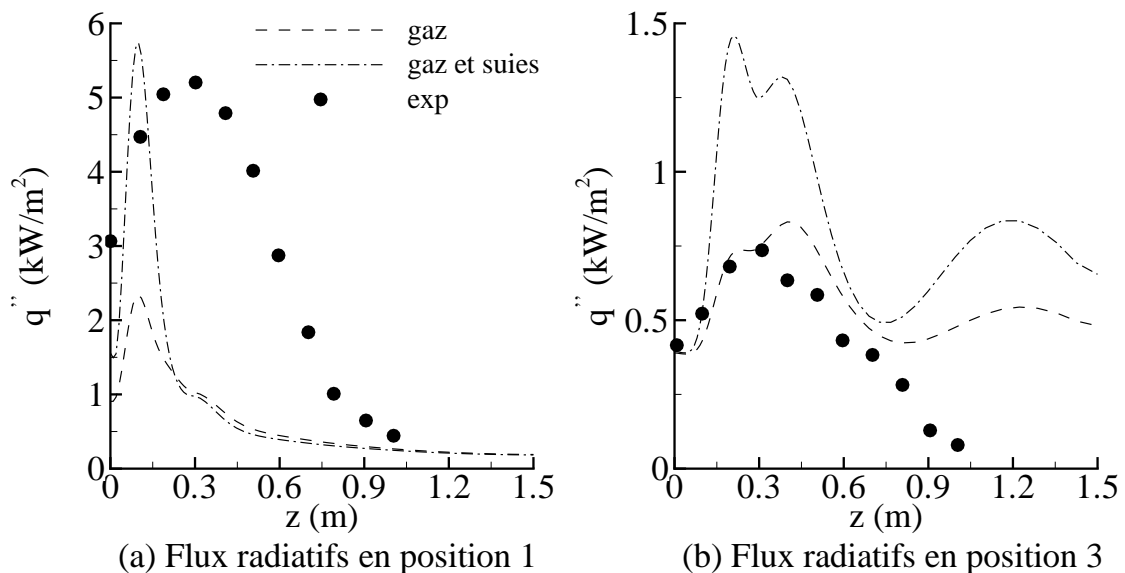 6
5
4
3
2
1
0
q’’ (kW/m²)
gaz
gaz et suies
exp
0 0.3 0.6 0.9 1.2 1.5
z (m)
(a) Flux radiatifs en position 1
1.5
1
0.5
0
q’’ (kW/m²)
0 0.3 0.6 0.9 1.2 1.5
z (m)
(b) Flux radiatifs en position 3